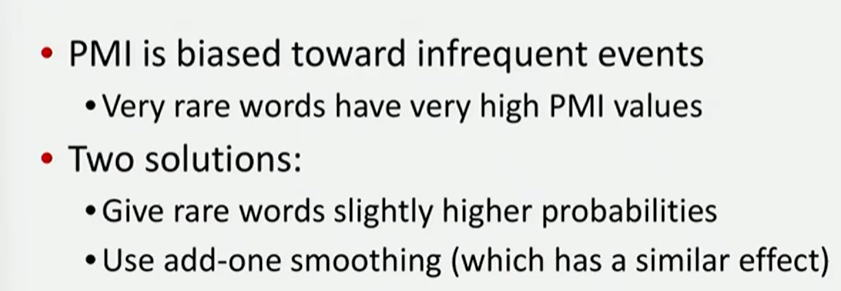 • PMI is biased toward infrequent events
• Very rare words have very high PMI values
• Two solutions:
• Give rare words slightly higher probabilities
• Use add-one smoothing (which has a similar effect)